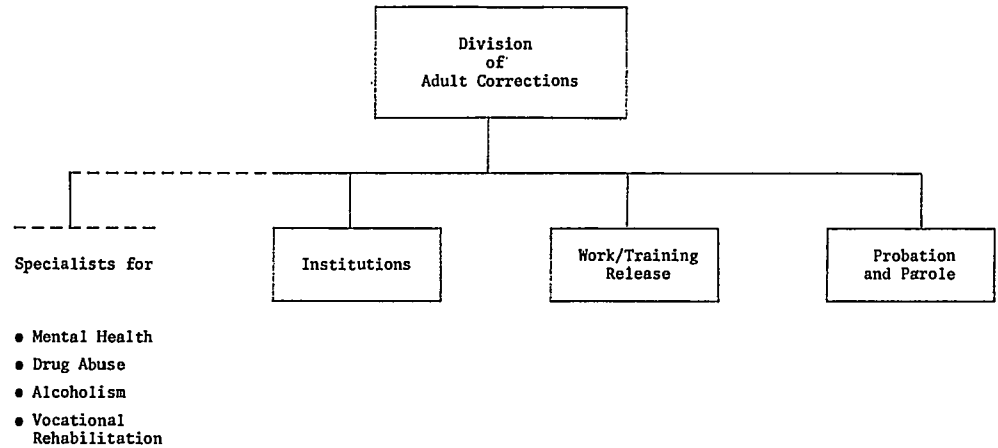 Division
of
Adult Corrections
Specialists for
Institutions
Work/Training
Release
Probation
and Parole
• Mental Health
• Drug Abuse
• Alcoholism
• Vocational
Rehabilitation